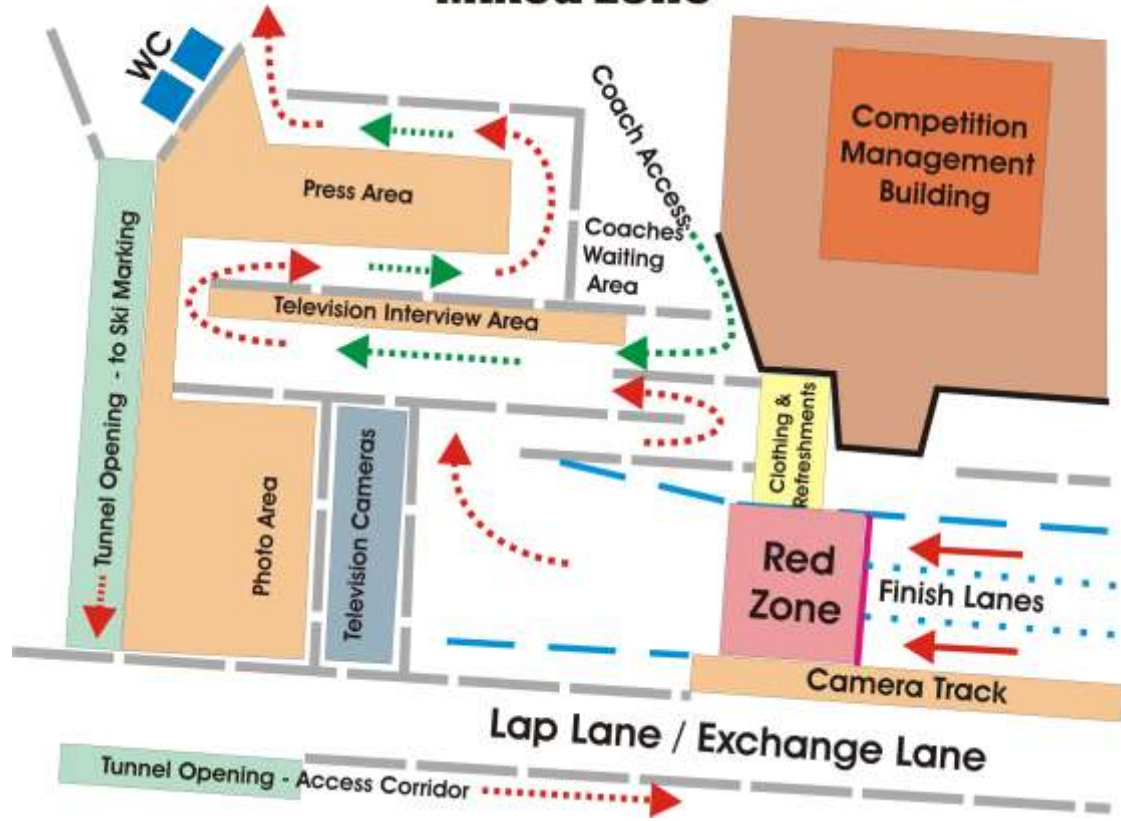 Mixed Zone
WC
Coach Access
Competition
Management
Building
Press Area
Coaches
Waiting
Area
Television Interview Area
Tunnel Opening - to Ski Marking
Clothing &
Refreshments
Photo Area
Television Cameras
Red
Zone
Finish Lanes
Camera Track
Lap Lane / Exchange Lane
Tunnel Opening - Access Corridor